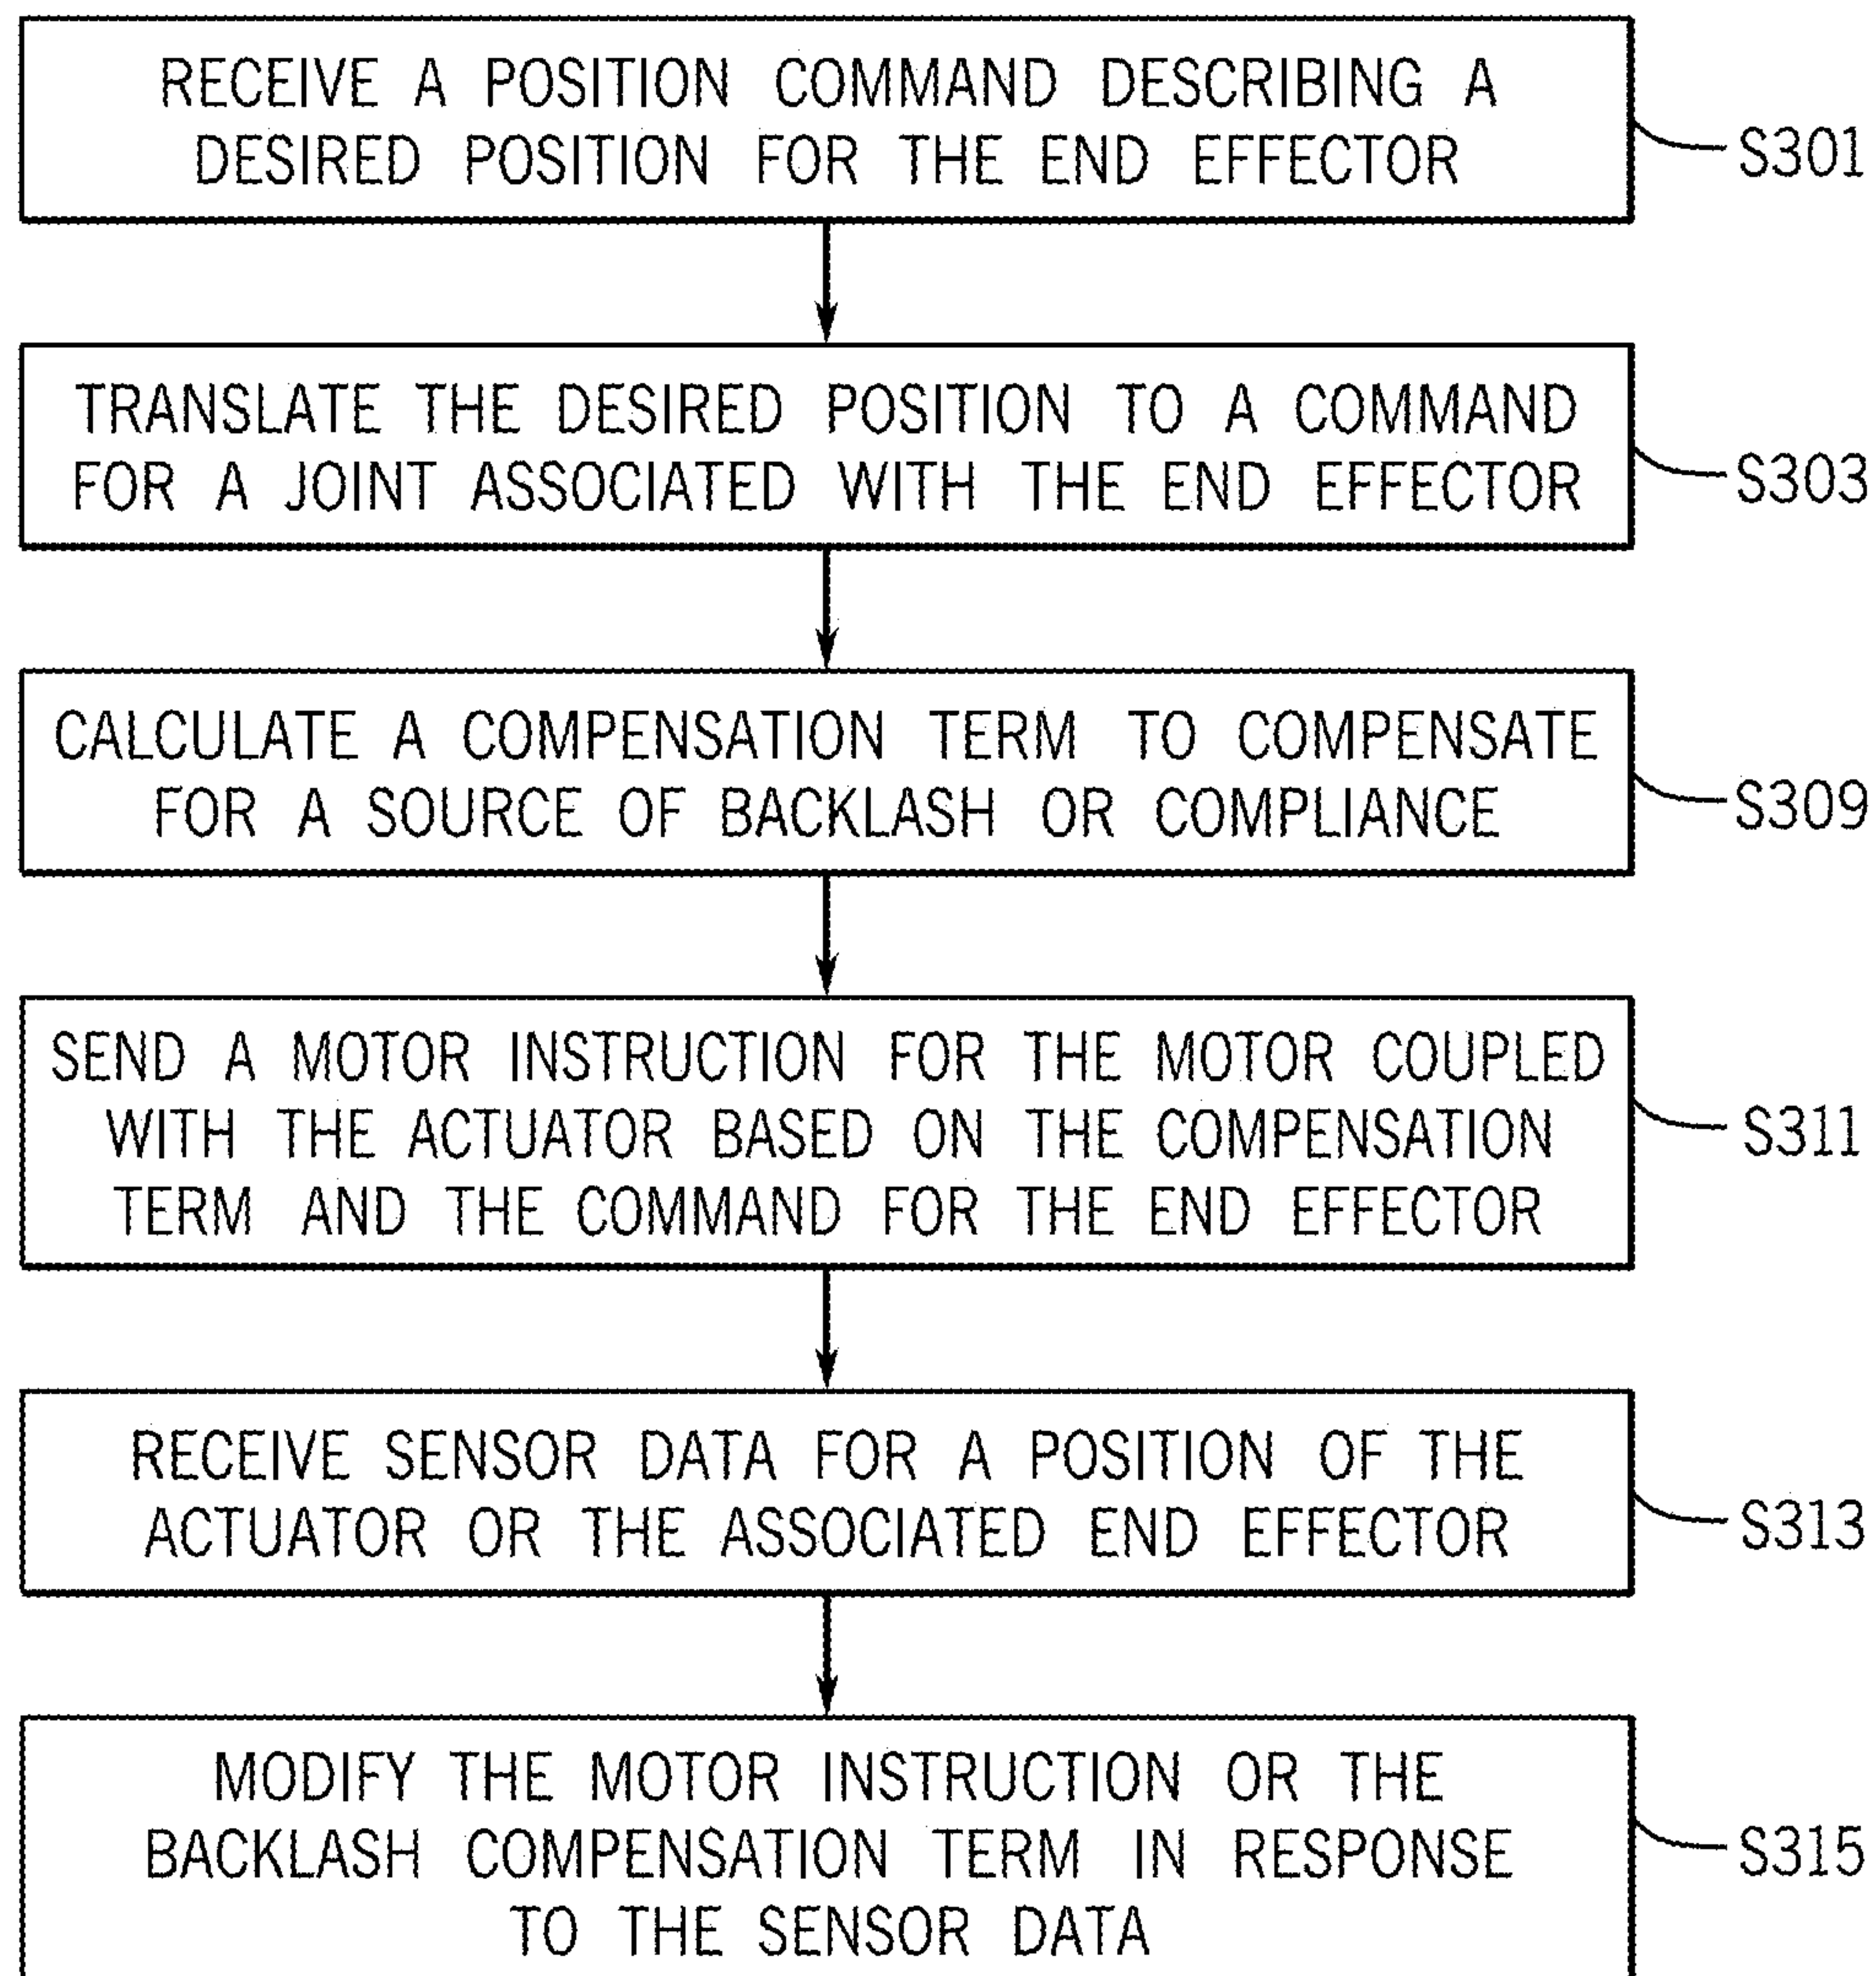 RECEIVE A POSITION COMMAND DESCRIBING A
DESIRED POSITION FOR THE END EFFECTOR
S301
TRANSLATE THE DESIRED POSITION TO A COMMAND
FOR A JOINT ASSOCIATED WITH THE END EFFECTOR
S303
CALCULATE A COMPENSATION TERM TO COMPENSATE
FOR A SOURCE OF BACKLASH OR COMPLIANCE
S309
SEND A MOTOR INSTRUCTION FOR THE MOTOR COUPLED
WITH THE ACTUATOR BASED ON THE COMPENSATION
TERM AND THE COMMAND FOR THE END EFFECTOR
S311
RECEIVE SENSOR DATA FOR A POSITION OF THE
ACTUATOR OR THE ASSOCIATED END EFFECTOR
S313
MODIFY THE MOTOR INSTRUCTION OR THE
BACKLASH COMPENSATION TERM IN RESPONSE
TO THE SENSOR DATA
S315